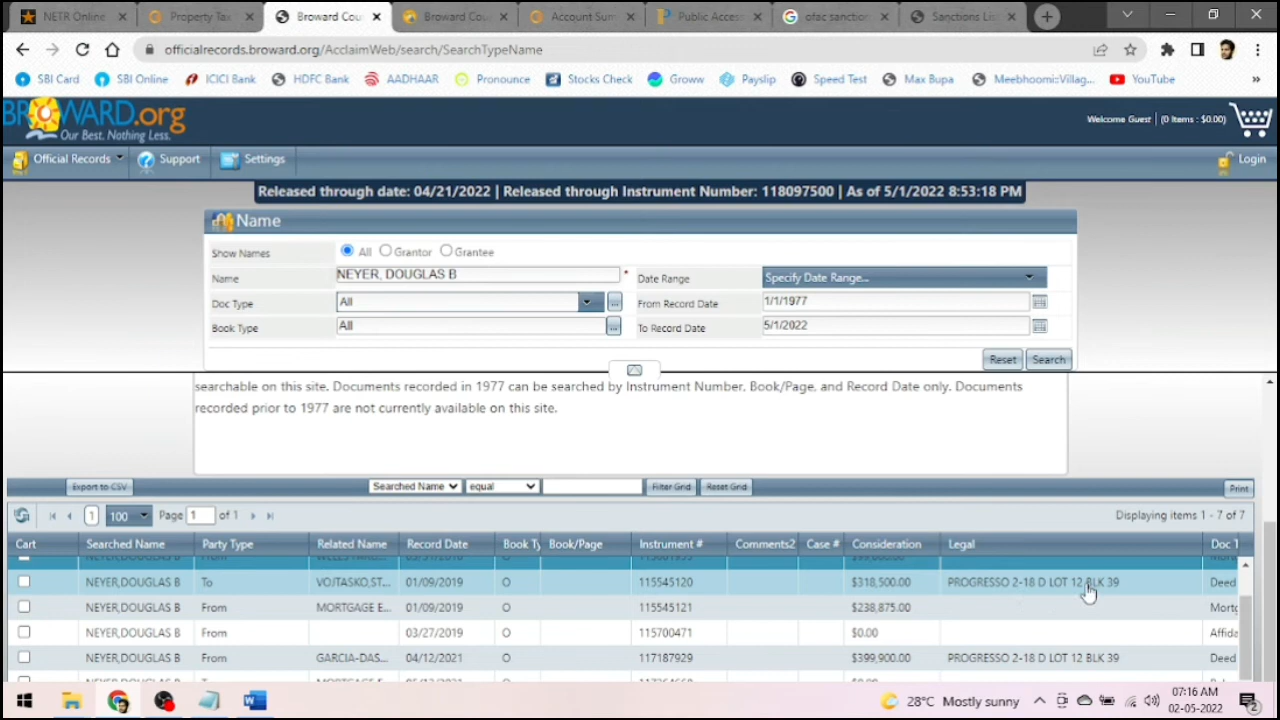 NETR Online
Property Tax
Broward Cou
Broward Cou
Account Sum
Public Access
ofac sanction
Sanctions List
officialrecords.broward.org/AcclaimWeb/search/SearchTypeName
SBI Card
SBI Online
ICICI Bank
HDFC Bank
AADHAAR
Pronounce
Stocks Check
Groww
Payslip
Speed Test
Max Bupa
Meebhoomi::Villag...
YouTube
BROWARD.org
Our Best. Nothing Less.
Welcome Guest | (0 Items : $0.00)
Official Records
Support
Settings
Login
Released through date: 04/21/2022 | Released through Instrument Number: 118097500 | As of 5/1/2022 8:53:18 PM
Name
Show Names All Grantor Grantee
Name NEYER, DOUGLAS B * Date Range Specify Date Range...
Doc Type All ... From Record Date 1/1/1977
Book Type All ... To Record Date 5/1/2022
Reset Search
searchable on this site. Documents recorded in 1977 can be searched by Instrument Number, Book/Page, and Record Date only. Documents
recorded prior to 1977 are not currently available on this site.
Export to CSV Searched Name equal Filter Grid Reset Grid Print
1 100 Page 1 of 1 Displaying items 1 - 7 of 7
Cart Searched Name Party Type Related Name Record Date Book Ty Book/Page Instrument # Comments2 Case # Consideration Legal Doc T
NEYER,DOUGLAS B To VOJTASKO,ST... 01/09/2019 O 115545120 $318,500.00 PROGRESSO 2-18 D LOT 12 BLK 39 Deed
NEYER,DOUGLAS B From MORTGAGE E... 01/09/2019 O 115545121 $238,875.00 Mortg
NEYER,DOUGLAS B From 03/27/2019 O 115700471 $0.00 Affida
NEYER,DOUGLAS B From GARCIA-DAS... 04/12/2021 O 117187929 $399,900.00 PROGRESSO 2-18 D LOT 12 BLK 39 Deed
28°C Mostly sunny
07:16 AM
02-05-2022
2